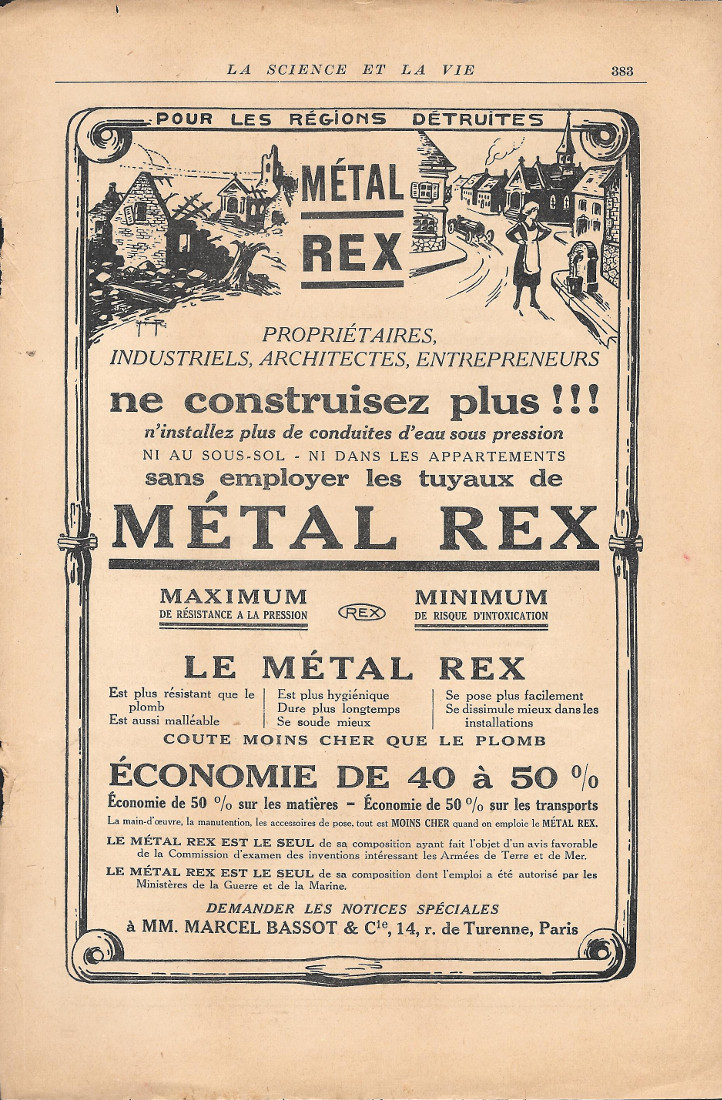 LA SCIENCE ET LA VIE 383
POUR LES RÉGIONS DÉTRUITES
MÉTAL
REX
PROPRIÉTAIRES,
INDUSTRIELS, ARCHITECTES, ENTREPRENEURS
ne construisez plus !!!
n'installez plus de conduites d'eau sous pression
NI AU SOUS-SOL - NI DANS LES APPARTEMENTS
sans employer les tuyaux de
MÉTAL REX
MAXIMUM
DE RÉSISTANCE A LA PRESSION
REX
MINIMUM
DE RISQUE D'INTOXICATION
LE MÉTAL REX
Est plus résistant que le
plomb
Est aussi malléable
Est plus hygiénique
Dure plus longtemps
Se soude mieux
Se pose plus facilement
Se dissimule mieux dans les
installations
COUTE MOINS CHER QUE LE PLOMB
ÉCONOMIE DE 40 à 50 %
Économie de 50 % sur les matières – Économie de 50 % sur les transports
La main-d'œuvre, la manutention, les accessoires de pose, tout est MOINS CHER quand on emploie le MÉTAL REX.
LE MÉTAL REX EST LE SEUL de sa composition ayant fait l'objet d'un avis favorable
de la Commission d'examen des inventions intéressant les Armées de Terre et de Mer.
LE MÉTAL REX EST LE SEUL de sa composition dont l'emploi a été autorisé par les
Ministères de la Guerre et de la Marine.
DEMANDER LES NOTICES SPÉCIALES
à MM. MARCEL BASSOT & Cie, 14, r. de Turenne, Paris